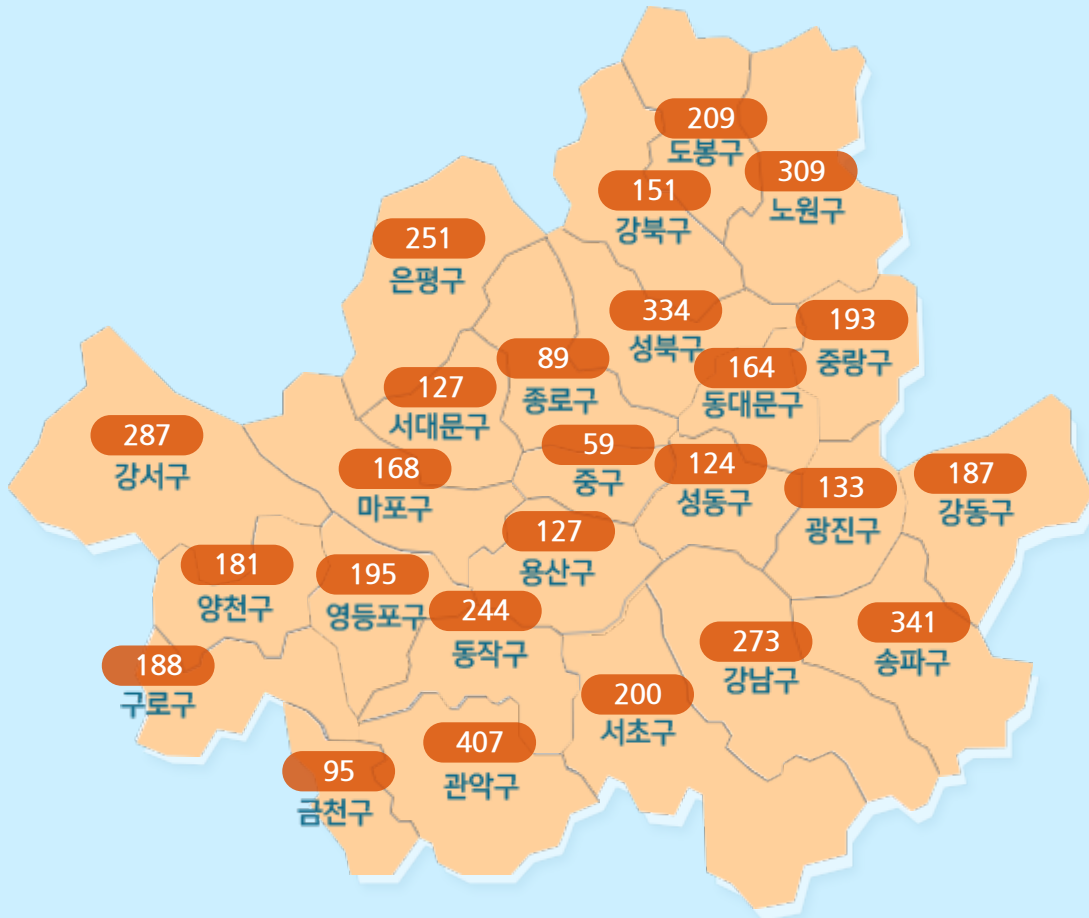 209
도봉구
309
노원구
151
강북구
251
은평구
334
성북구
193
중랑구
89
종로구
164
동대문구
127
서대문구
287
강서구
59
중구
124
성동구
168
마포구
133
광진구
187
강동구
127
용산구
181
양천구
195
영등포구
244
동작구
341
송파구
273
강남구
188
구로구
200
서초구
407
관악구
95
금천구